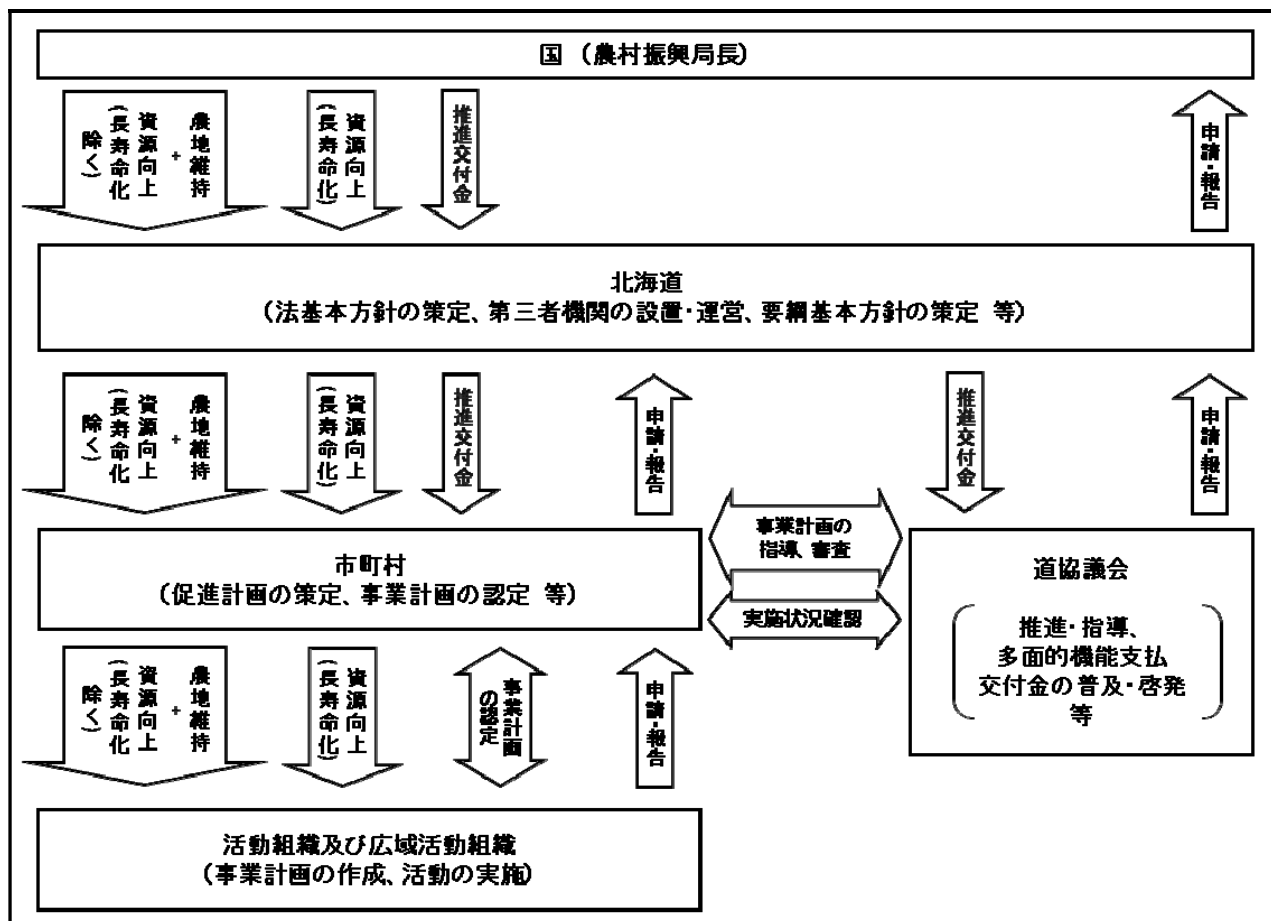 国 （農村振興局長）
農地維持
+
資源向上
（長寿命化
除く）
資源向上
（長寿命化）
推進交付金
申請・報告
北海道
（法基本方針の策定、第三者機関の設置・運営、要綱基本方針の策定 等）
農地維持
+
資源向上
（長寿命化
除く）
資源向上
（長寿命化）
推進交付金
申請・報告
推進交付金
申請・報告
事業計画の
指導、審査
実施状況確認
市町村
（促進計画の策定、事業計画の認定 等）
道協議会
推進・指導、
多面的機能支払
交付金の普及・啓発
等
農地維持
+
資源向上
（長寿命化
除く）
資源向上
（長寿命化）
事業計画
の認定
申請・報告
活動組織及び広域活動組織
（事業計画の作成、活動の実施）